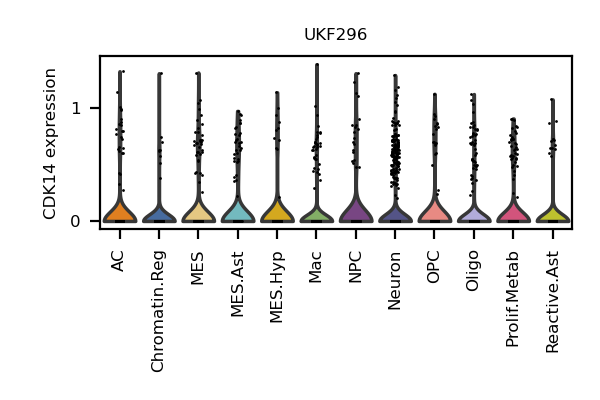 UKF296
CDK14 expression
1
0
AC
Chromatin.Reg
MES
MES.Ast
MES.Hyp
Mac
NPC
Neuron
OPC
Oligo
Prolif.Metab
Reactive.Ast